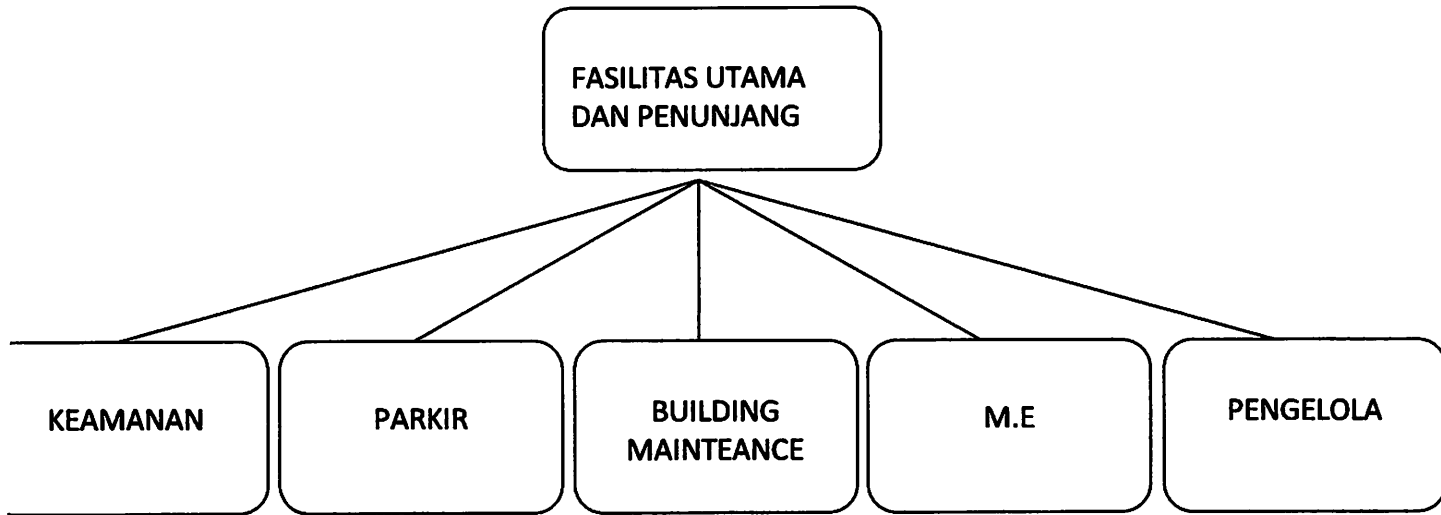 FASILITAS UTAMA
DAN PENUNJANG
KEAMANAN
PARKIR
BUILDING
MAINTEANCE
M.E
PENGELOLA